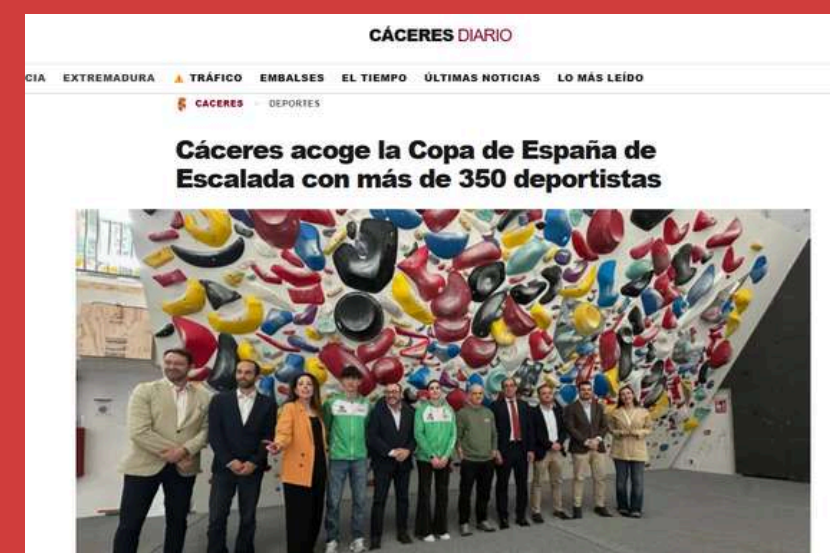 CÁCERES DIARIO
CIA EXTREMADURA TRÁFICO EMBALSES EL TIEMPO ÚLTIMAS NOTICIAS LO MÁS LEÍDO
CACERES DEPORTES
Cáceres acoge la Copa de España de
Escalada con más de 350 deportistas